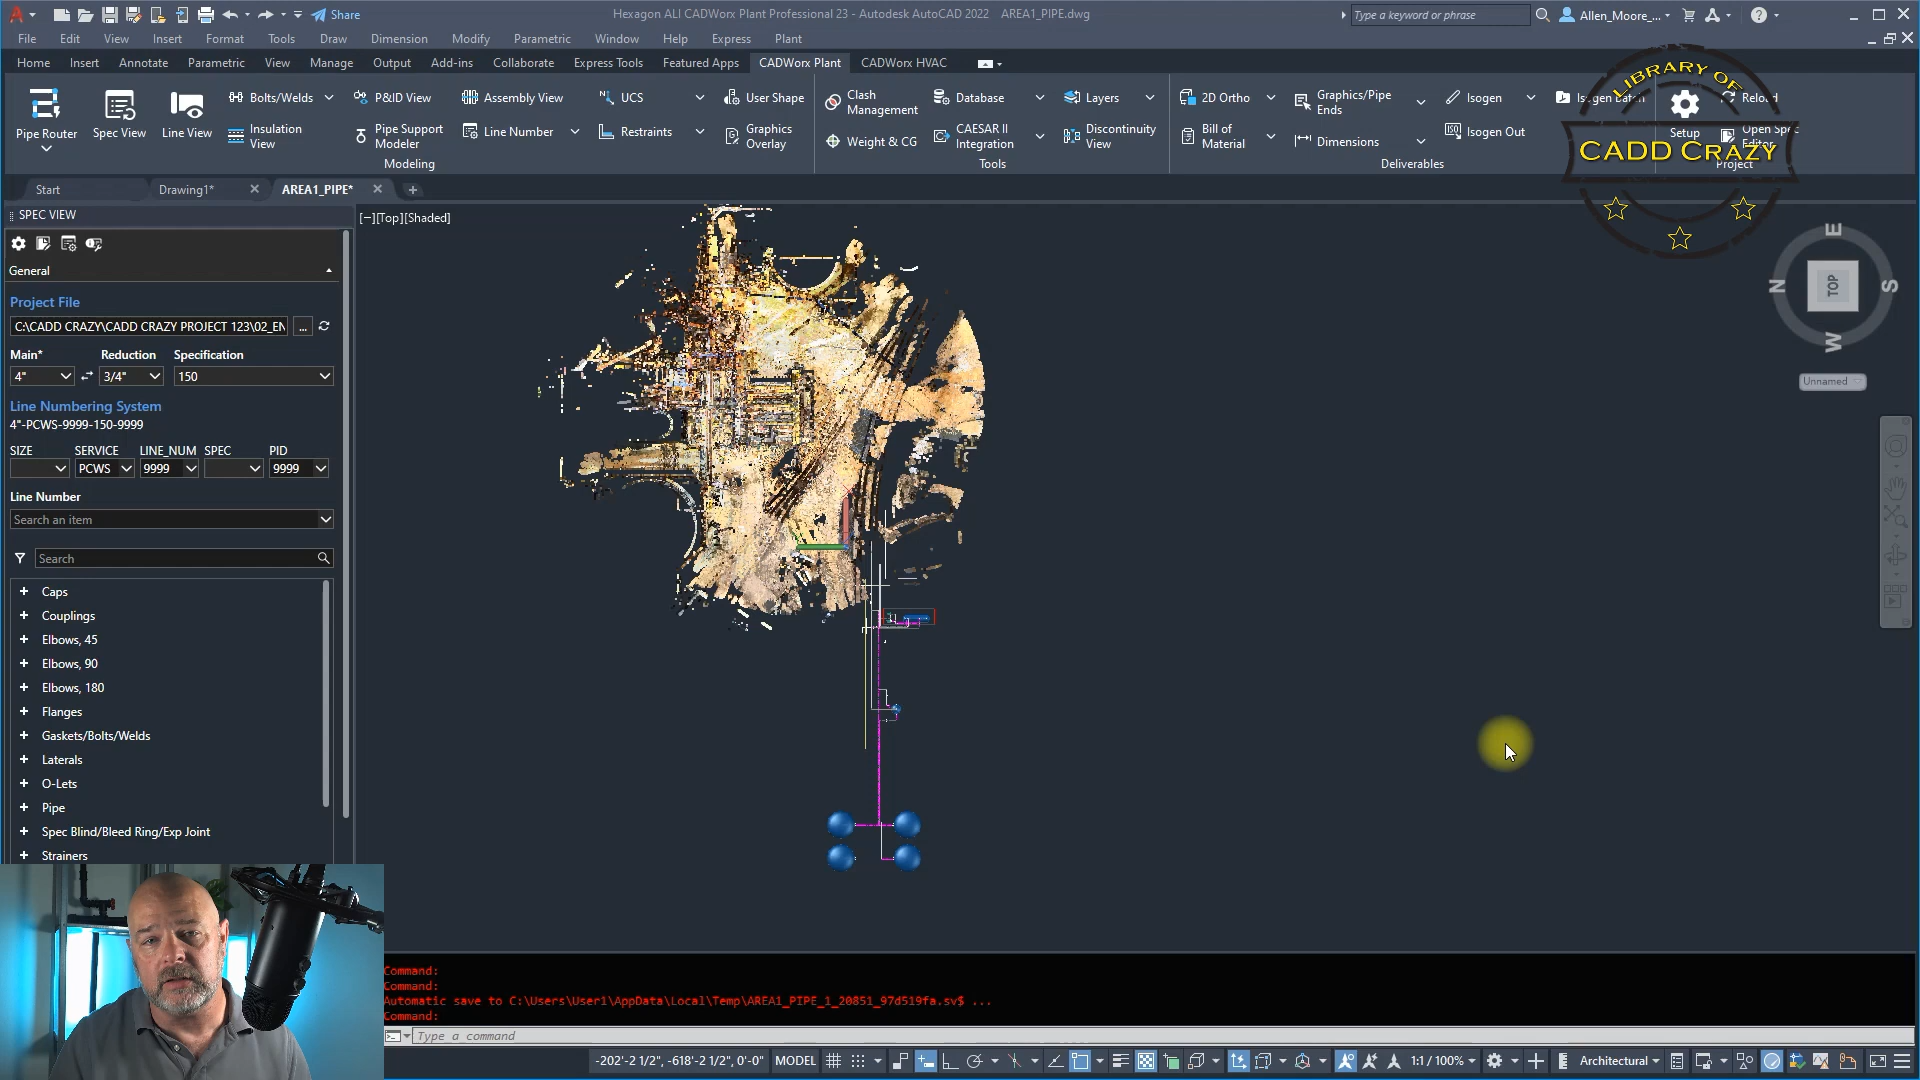 Share
Hexagon ALI CADWorx Plant Professional 23 - Autodesk AutoCAD 2022 AREA1_PIPE.dwg
Type a keyword or phrase
Allen_Moore_...
File Edit View Insert Format Tools Draw Dimension Modify Parametric Window Help Express Plant
Home Insert Annotate Parametric View Manage Output Add-ins Collaborate Express Tools Featured Apps CADWorx Plant CADWorx HVAC
Pipe Router
Spec View
Line View
Bolts/Welds
Insulation
View
P&ID View
Pipe Support
Modeler
Assembly View
Line Number
UCS
Restraints
User Shape
Graphics
Overlay
Modeling
Clash
Management
Weight & CG
Database
CAESAR II
Integration
Layers
Discontinuity
View
Tools
2D Ortho
Bill of
Material
Graphics/Pipe
Ends
Dimensions
Isogen
Isogen Out
Deliverables
Isogen Batch
Setup
Reload
Open Spec
Editor
Project
LIBRARY OF
CADD CRAZY
Start Drawing1* AREA1_PIPE*
SPEC VIEW
General
Project File
C:\CADD CRAZY\CADD CRAZY PROJECT 123\02_EN
...
Main* Reduction Specification
4" 3/4" 150
Line Numbering System
4"-PCWS-9999-150-9999
SIZE SERVICE LINE_NUM SPEC PID
PCWS 9999 9999
Line Number
Search an item
Search
Caps
Couplings
Elbows, 45
Elbows, 90
Elbows, 180
Flanges
Gaskets/Bolts/Welds
Laterals
O-Lets
Pipe
Spec Blind/Bleed Ring/Exp Joint
Strainers
[−][Top][Shaded]
E
N
TOP
S
W
Unnamed
Command:
Command:
Automatic save to C:\Users\User1\AppData\Local\Temp\AREA1_PIPE_1_20851_97d519fa.sv$ ...
Command:
Type a command
-202'-2 1/2", -618'-2 1/2", 0'-0" MODEL 1:1 / 100% Architectural